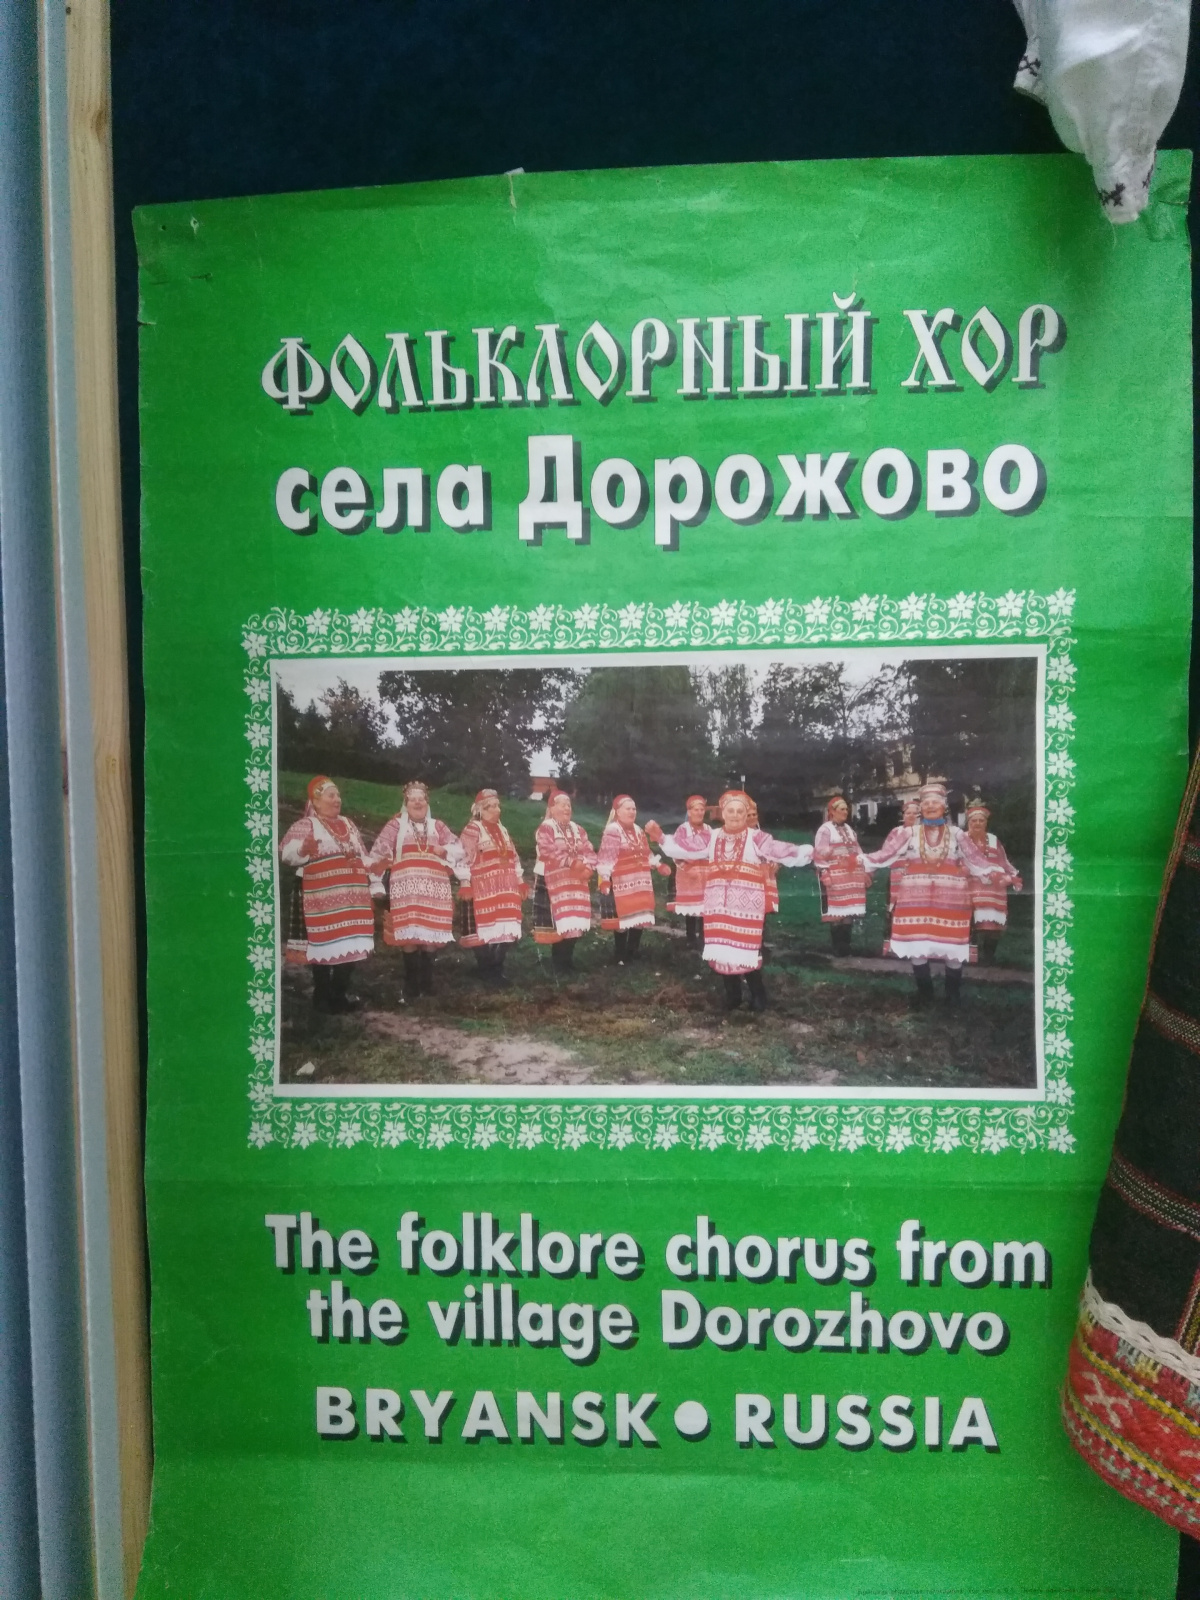 ФОЛЬКЛОРНЫЙ ХОР
села Дорожово
The folklore chorus from
the village Dorozhovo
BRYANSK • RUSSIA